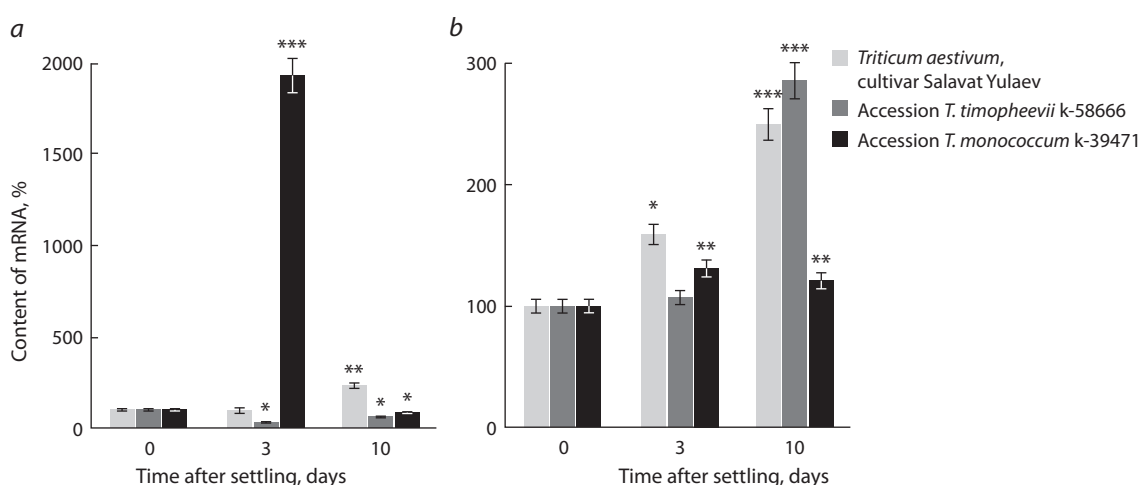 a
b
Content of mRNA, %
2000
1500
1000
500
0
***
*
**
*
*
0
3
10
Time after settling, days
300
200
100
0
*
**
***
***
**
0
3
10
Time after settling, days
Triticum aestivum,
cultivar Salavat Yulaev
Accession T. timopheevii k-58666
Accession T. monococcum k-39471